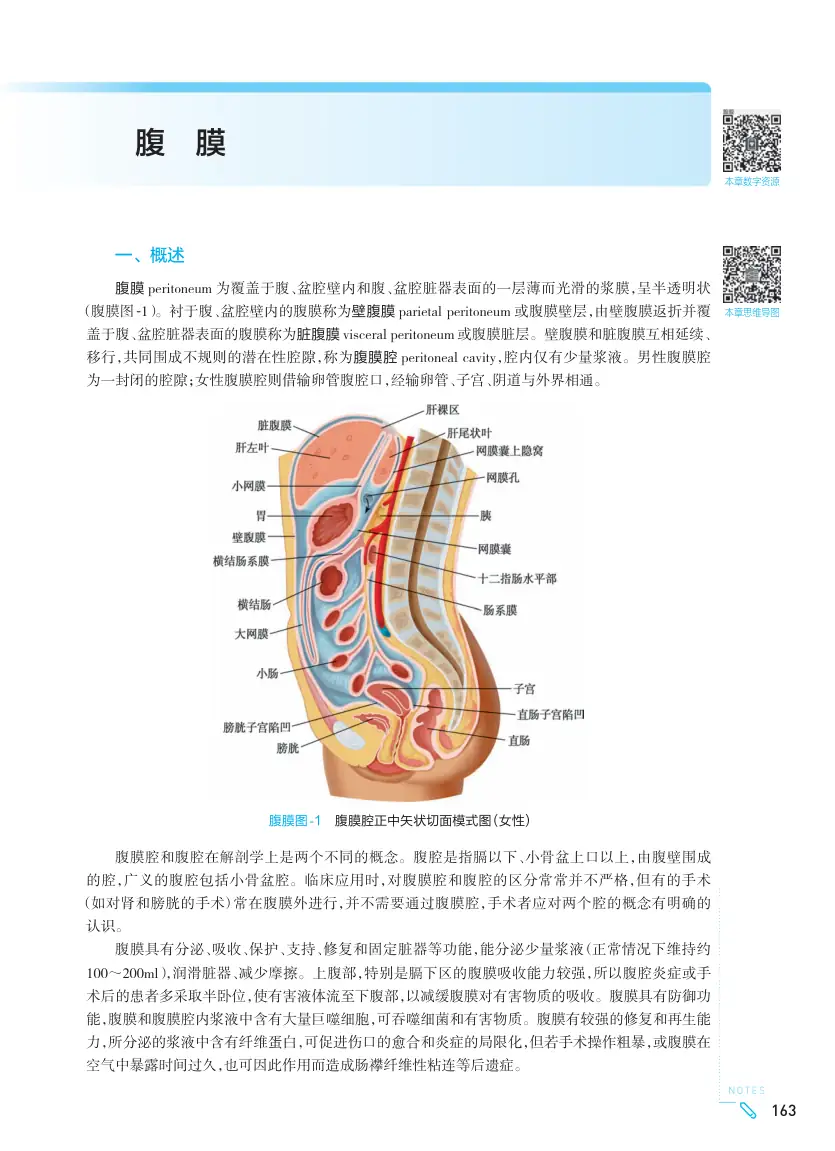 腹 膜
本章数字资源
一、概述
腹膜 peritoneum 为覆盖于腹、盆腔壁内和腹、盆腔脏器表面的一层薄而光滑的浆膜,呈半透明状
(腹膜图-1)。衬于腹、盆腔壁内的腹膜称为壁腹膜 parietal peritoneum 或腹膜壁层,由壁腹膜返折并覆
盖于腹、盆腔脏器表面的腹膜称为脏腹膜 visceral peritoneum 或腹膜脏层。壁腹膜和脏腹膜互相延续、
移行,共同围成不规则的潜在性腔隙,称为腹膜腔 peritoneal cavity,腔内仅有少量浆液。男性腹膜腔
为一封闭的腔隙;女性腹膜腔则借输卵管腹腔口,经输卵管、子宫、阴道与外界相通。
本章思维导图
肝裸区
脏腹膜
肝尾状叶
肝左叶
网膜囊上隐窝
网膜孔
小网膜
胃
胰
壁腹膜
网膜囊
横结肠系膜
十二指肠水平部
横结肠
肠系膜
大网膜
小肠
子宫
直肠子宫陷凹
膀胱子宫陷凹
直肠
膀胱
腹膜图-1 腹膜腔正中矢状切面模式图(女性)
腹膜腔和腹腔在解剖学上是两个不同的概念。腹腔是指膈以下、小骨盆上口以上,由腹壁围成
的腔,广义的腹腔包括小骨盆腔。临床应用时,对腹膜腔和腹腔的区分常常并不严格,但有的手术
(如对肾和膀胱的手术)常在腹膜外进行,并不需要通过腹膜腔,手术者应对两个腔的概念有明确的
认识。
腹膜具有分泌、吸收、保护、支持、修复和固定脏器等功能,能分泌少量浆液(正常情况下维持约
100～200ml),润滑脏器、减少摩擦。上腹部,特别是膈下区的腹膜吸收能力较强,所以腹腔炎症或手
术后的患者多采取半卧位,使有害液体流至下腹部,以减缓腹膜对有害物质的吸收。腹膜具有防御功
能,腹膜和腹膜腔内浆液中含有大量巨噬细胞,可吞噬细菌和有害物质。腹膜有较强的修复和再生能
力,所分泌的浆液中含有纤维蛋白,可促进伤口的愈合和炎症的局限化,但若手术操作粗暴,或腹膜在
空气中暴露时间过久,也可因此作用而造成肠襻纤维性粘连等后遗症。
NOTES
163